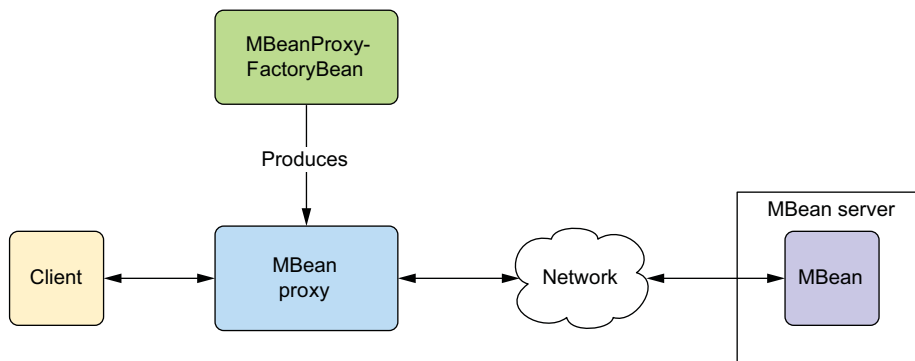 MBeanProxy-
FactoryBean
Produces
MBean server
Client
MBean
proxy
Network
MBean